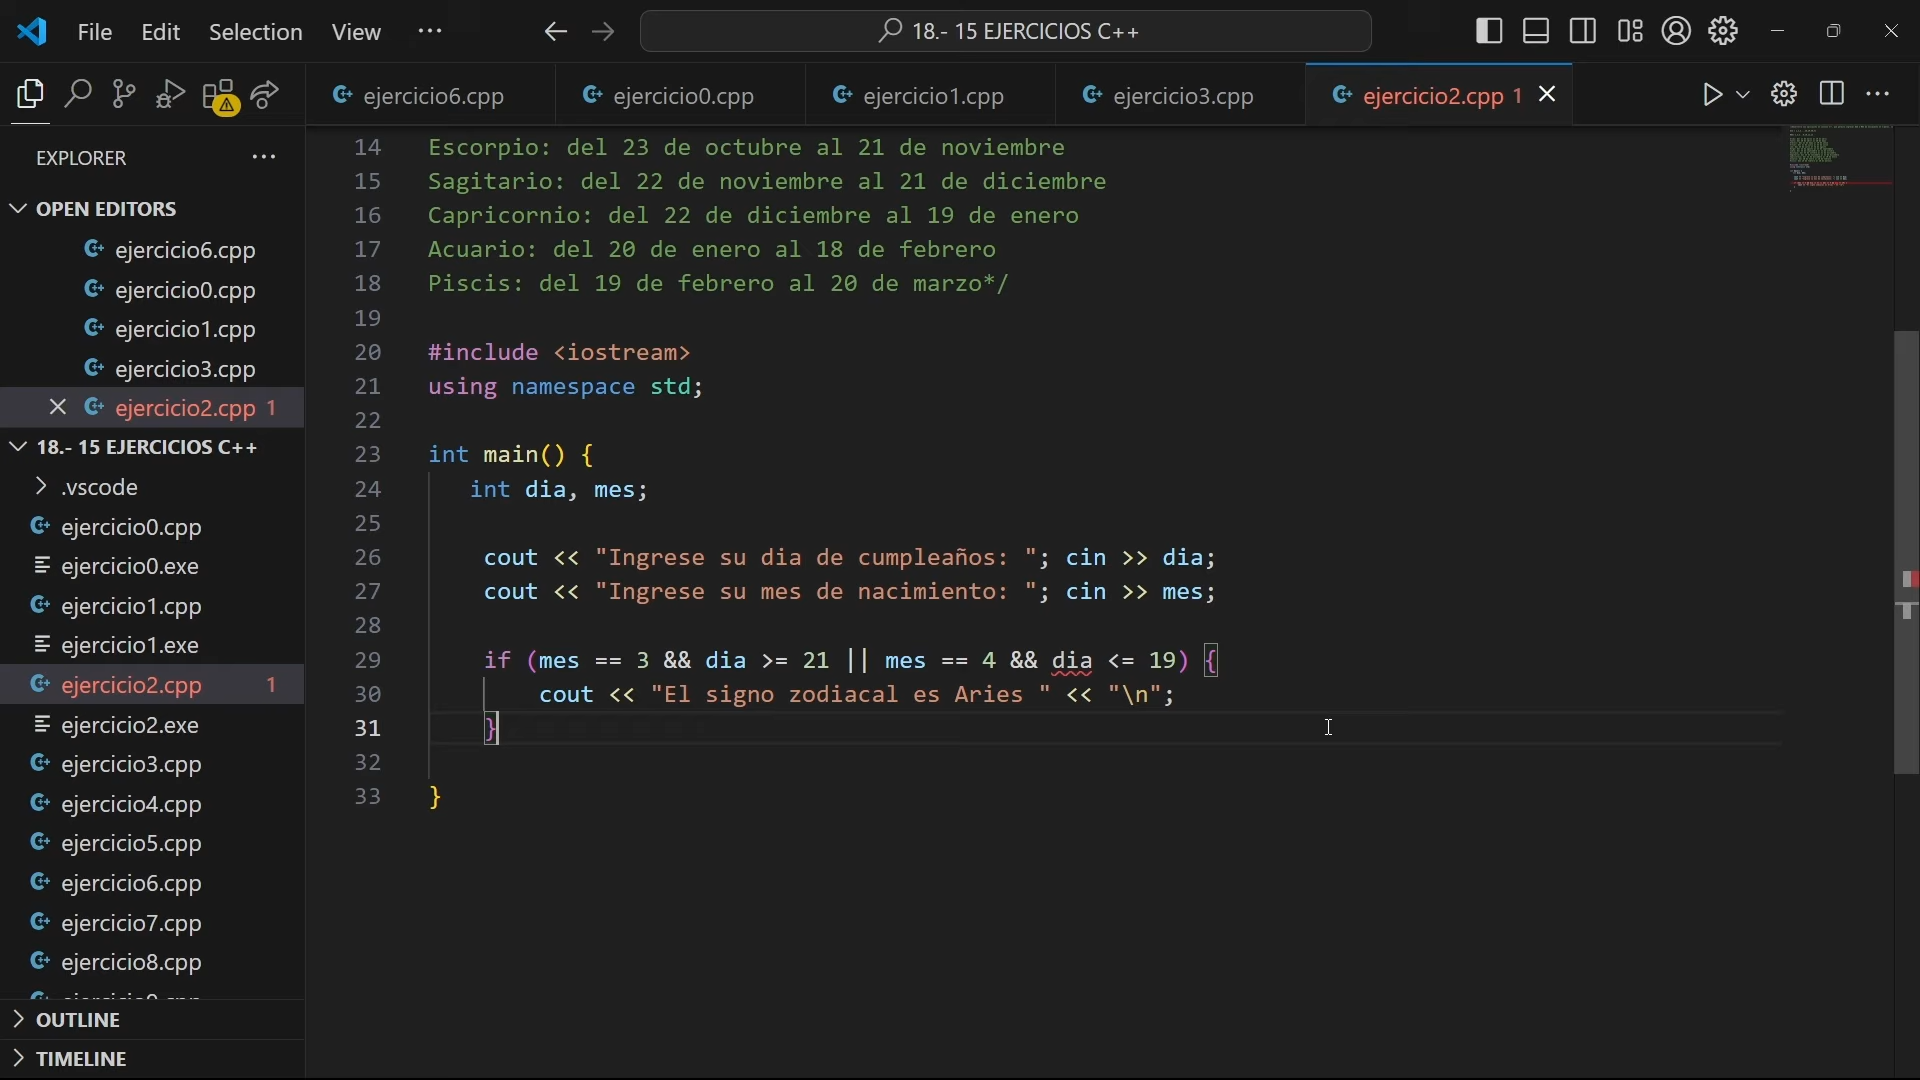 File Edit Selection View ··· 18.- 15 EJERCICIOS C++
ejercicio6.cpp ejercicio0.cpp ejercicio1.cpp ejercicio3.cpp ejercicio2.cpp 1
EXPLORER
OPEN EDITORS
ejercicio6.cpp
ejercicio0.cpp
ejercicio1.cpp
ejercicio3.cpp
ejercicio2.cpp 1
18.- 15 EJERCICIOS C++
.vscode
ejercicio0.cpp
ejercicio0.exe
ejercicio1.cpp
ejercicio1.exe
ejercicio2.cpp 1
ejercicio2.exe
ejercicio3.cpp
ejercicio4.cpp
ejercicio5.cpp
ejercicio6.cpp
ejercicio7.cpp
ejercicio8.cpp
OUTLINE
TIMELINE
14 Escorpio: del 23 de octubre al 21 de noviembre
15 Sagitario: del 22 de noviembre al 21 de diciembre
16 Capricornio: del 22 de diciembre al 19 de enero
17 Acuario: del 20 de enero al 18 de febrero
18 Piscis: del 19 de febrero al 20 de marzo*/
19
20 #include <iostream>
21 using namespace std;
22
23 int main() {
24 int dia, mes;
25
26 cout << "Ingrese su dia de cumpleaños: "; cin >> dia;
27 cout << "Ingrese su mes de nacimiento: "; cin >> mes;
28
29 if (mes == 3 && dia >= 21 || mes == 4 && dia <= 19) {
30 cout << "El signo zodiacal es Aries " << "\n";
31 }
32
33 }